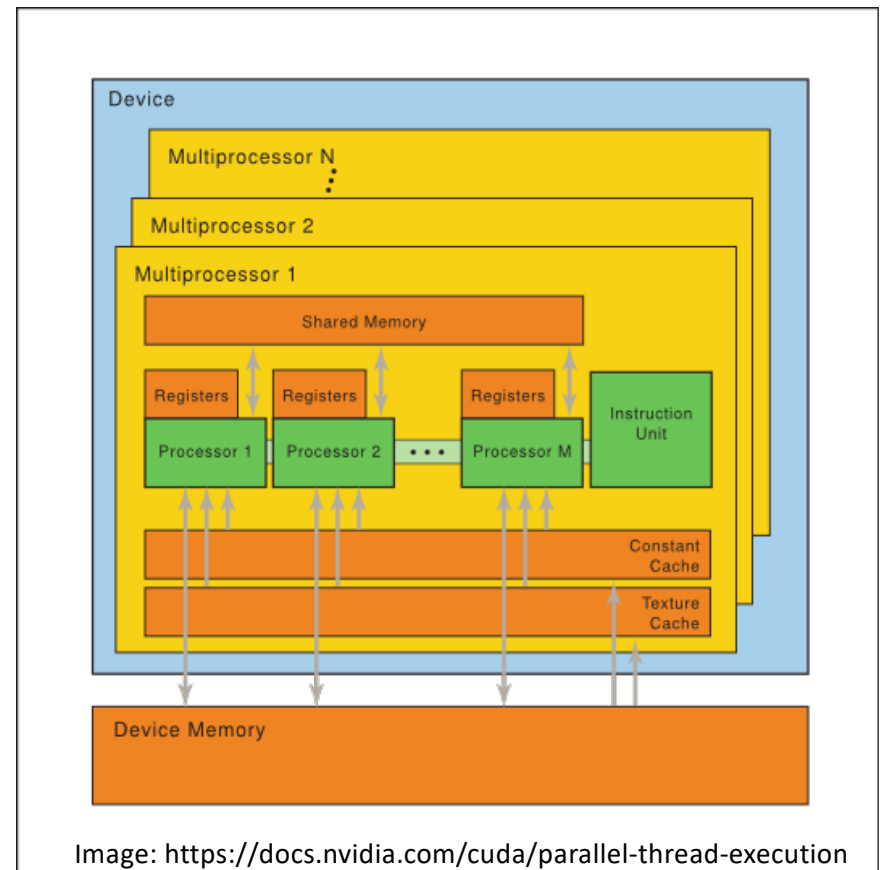 Device
Multiprocessor N
Multiprocessor 2
Multiprocessor 1
Shared Memory
Registers
Registers
Registers
Instruction
Unit
Processor 1
Processor 2
Processor M
Constant
Cache
Texture
Cache
Device Memory
Image: https://docs.nvidia.com/cuda/parallel-thread-execution